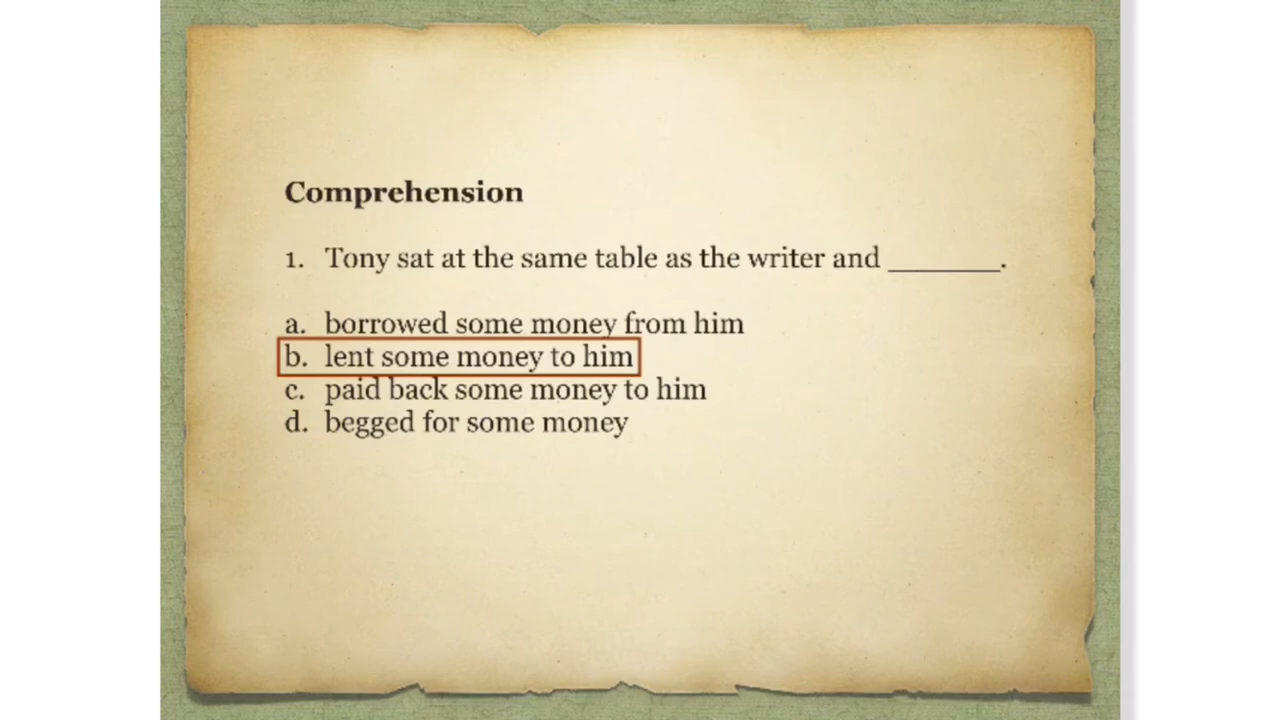 Comprehension
1. Tony sat at the same table as the writer and _______.
a. borrowed some money from him
b. lent some money to him
c. paid back some money to him
d. begged for some money